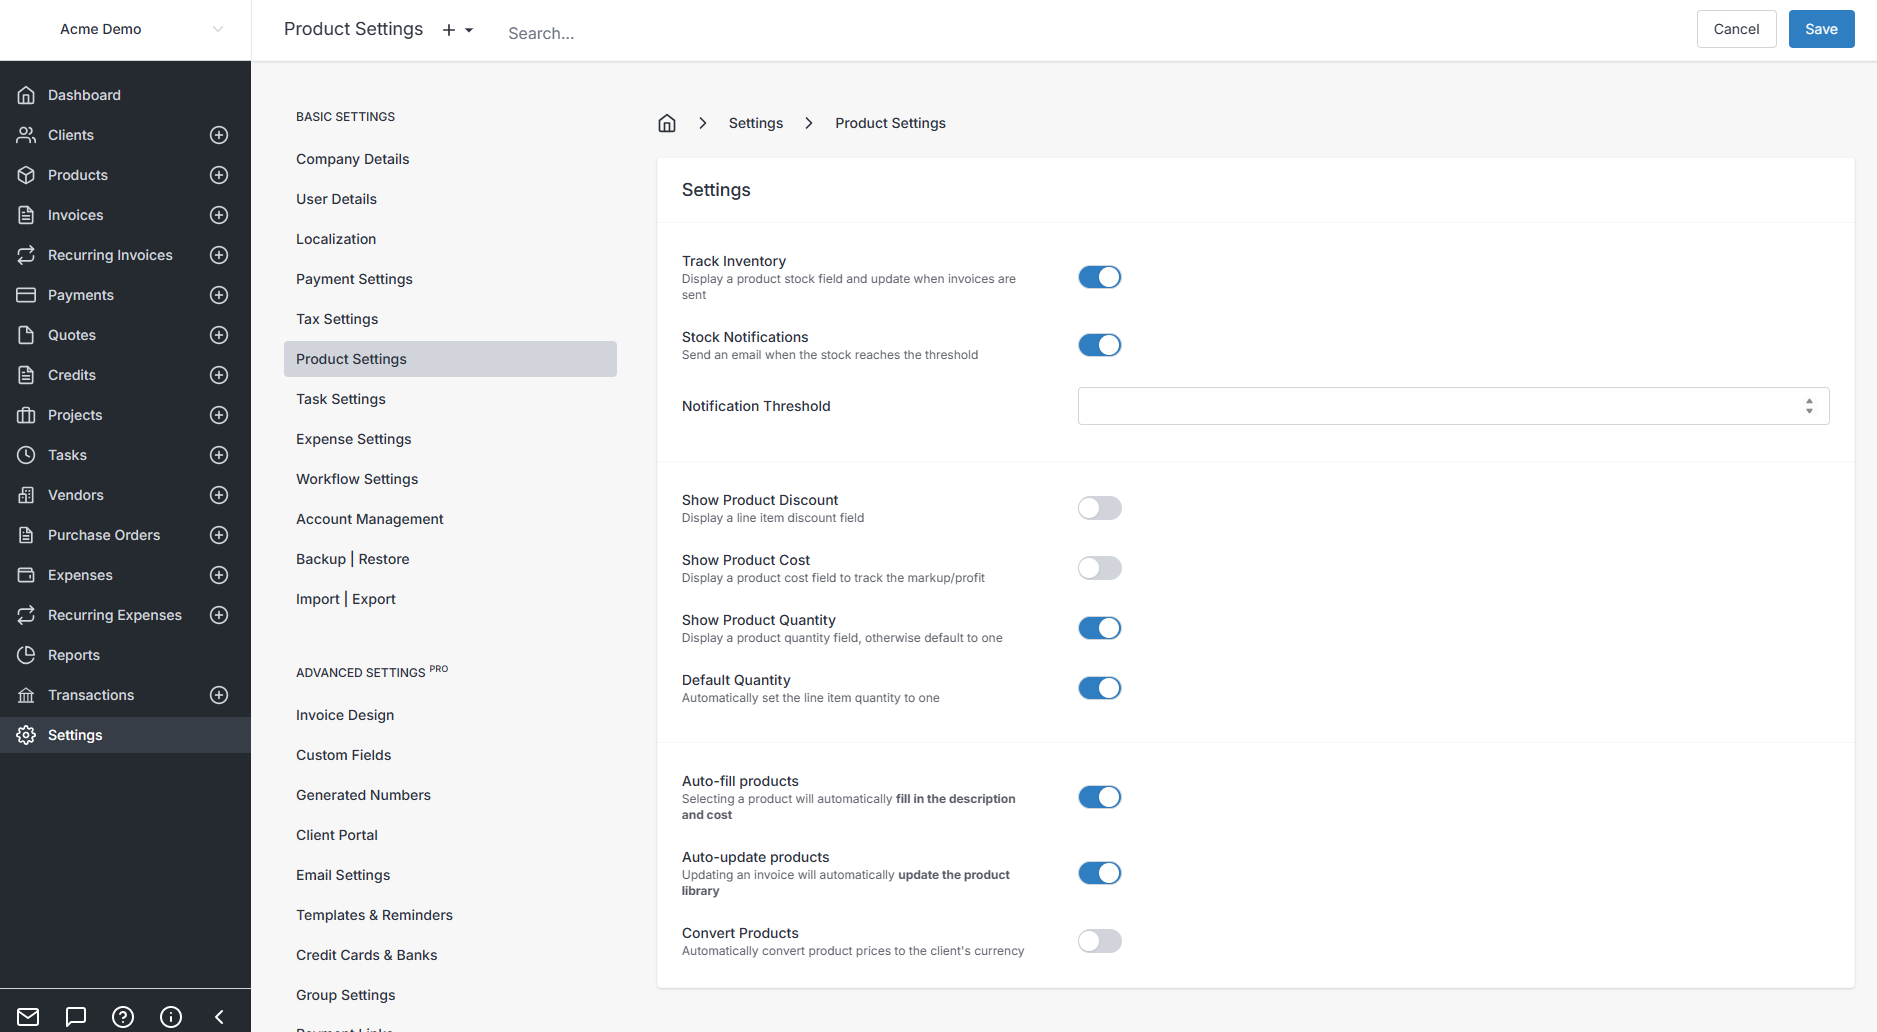 Acme Demo
Product Settings
Search...
Cancel
Save
Dashboard
Clients
Products
Invoices
Recurring Invoices
Payments
Quotes
Credits
Projects
Tasks
Vendors
Purchase Orders
Expenses
Recurring Expenses
Reports
Transactions
Settings
BASIC SETTINGS
Company Details
User Details
Localization
Payment Settings
Tax Settings
Product Settings
Task Settings
Expense Settings
Workflow Settings
Account Management
Backup | Restore
Import | Export
ADVANCED SETTINGS PRO
Invoice Design
Custom Fields
Generated Numbers
Client Portal
Email Settings
Templates & Reminders
Credit Cards & Banks
Group Settings
Payment Links
Settings
Product Settings
Settings
Track Inventory
Display a product stock field and update when invoices are
sent
Stock Notifications
Send an email when the stock reaches the threshold
Notification Threshold
Show Product Discount
Display a line item discount field
Show Product Cost
Display a product cost field to track the markup/profit
Show Product Quantity
Display a product quantity field, otherwise default to one
Default Quantity
Automatically set the line item quantity to one
Auto-fill products
Selecting a product will automatically fill in the description
and cost
Auto-update products
Updating an invoice will automatically update the product
library
Convert Products
Automatically convert product prices to the client's currency